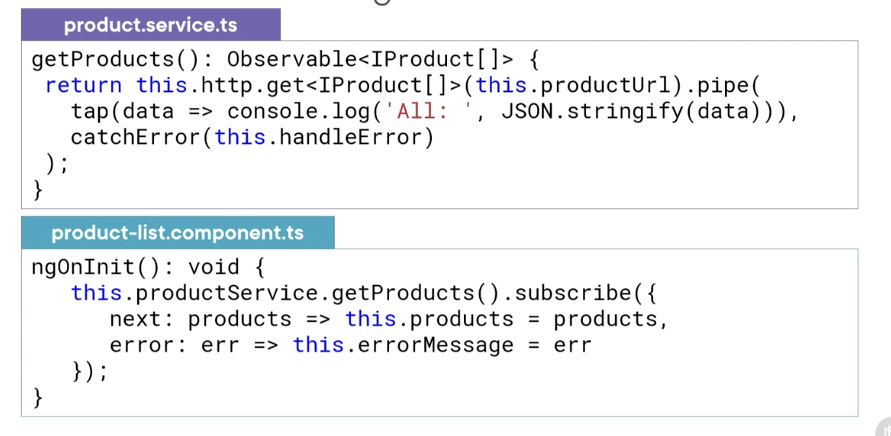 product.service.ts
getProducts(): Observable<IProduct[]> {
return this.http.get<IProduct[]>(this.productUrl).pipe(
tap(data => console.log('All: ', JSON.stringify(data))),
catchError(this.handleError)
);
}
product-list.component.ts
ngOnInit(): void {
this.productService.getProducts().subscribe({
next: products => this.products = products,
error: err => this.errorMessage = err
});
}